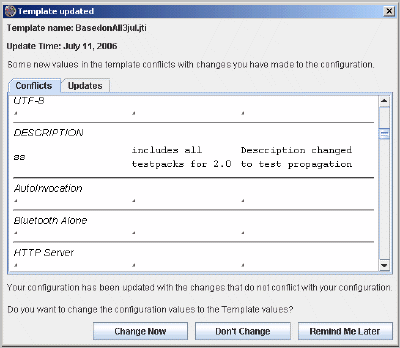 Template updated
Template name: BasedonAll3jul.jti
Update Time: July 11, 2006
Some new values in the template conflicts with changes you have made to the configuration.
Conflicts Updates
UTF-8
DESCRIPTION
includes all Description changed
ss testpacks for 2.0 to test propagation
AutoInvocation
Bluetooth Alone
HTTP Server
Your configuration has been updated with the changes that do not conflict with your configuration.
Do you want to change the configuration values to the Template values?
Change Now Don't Change Remind Me Later